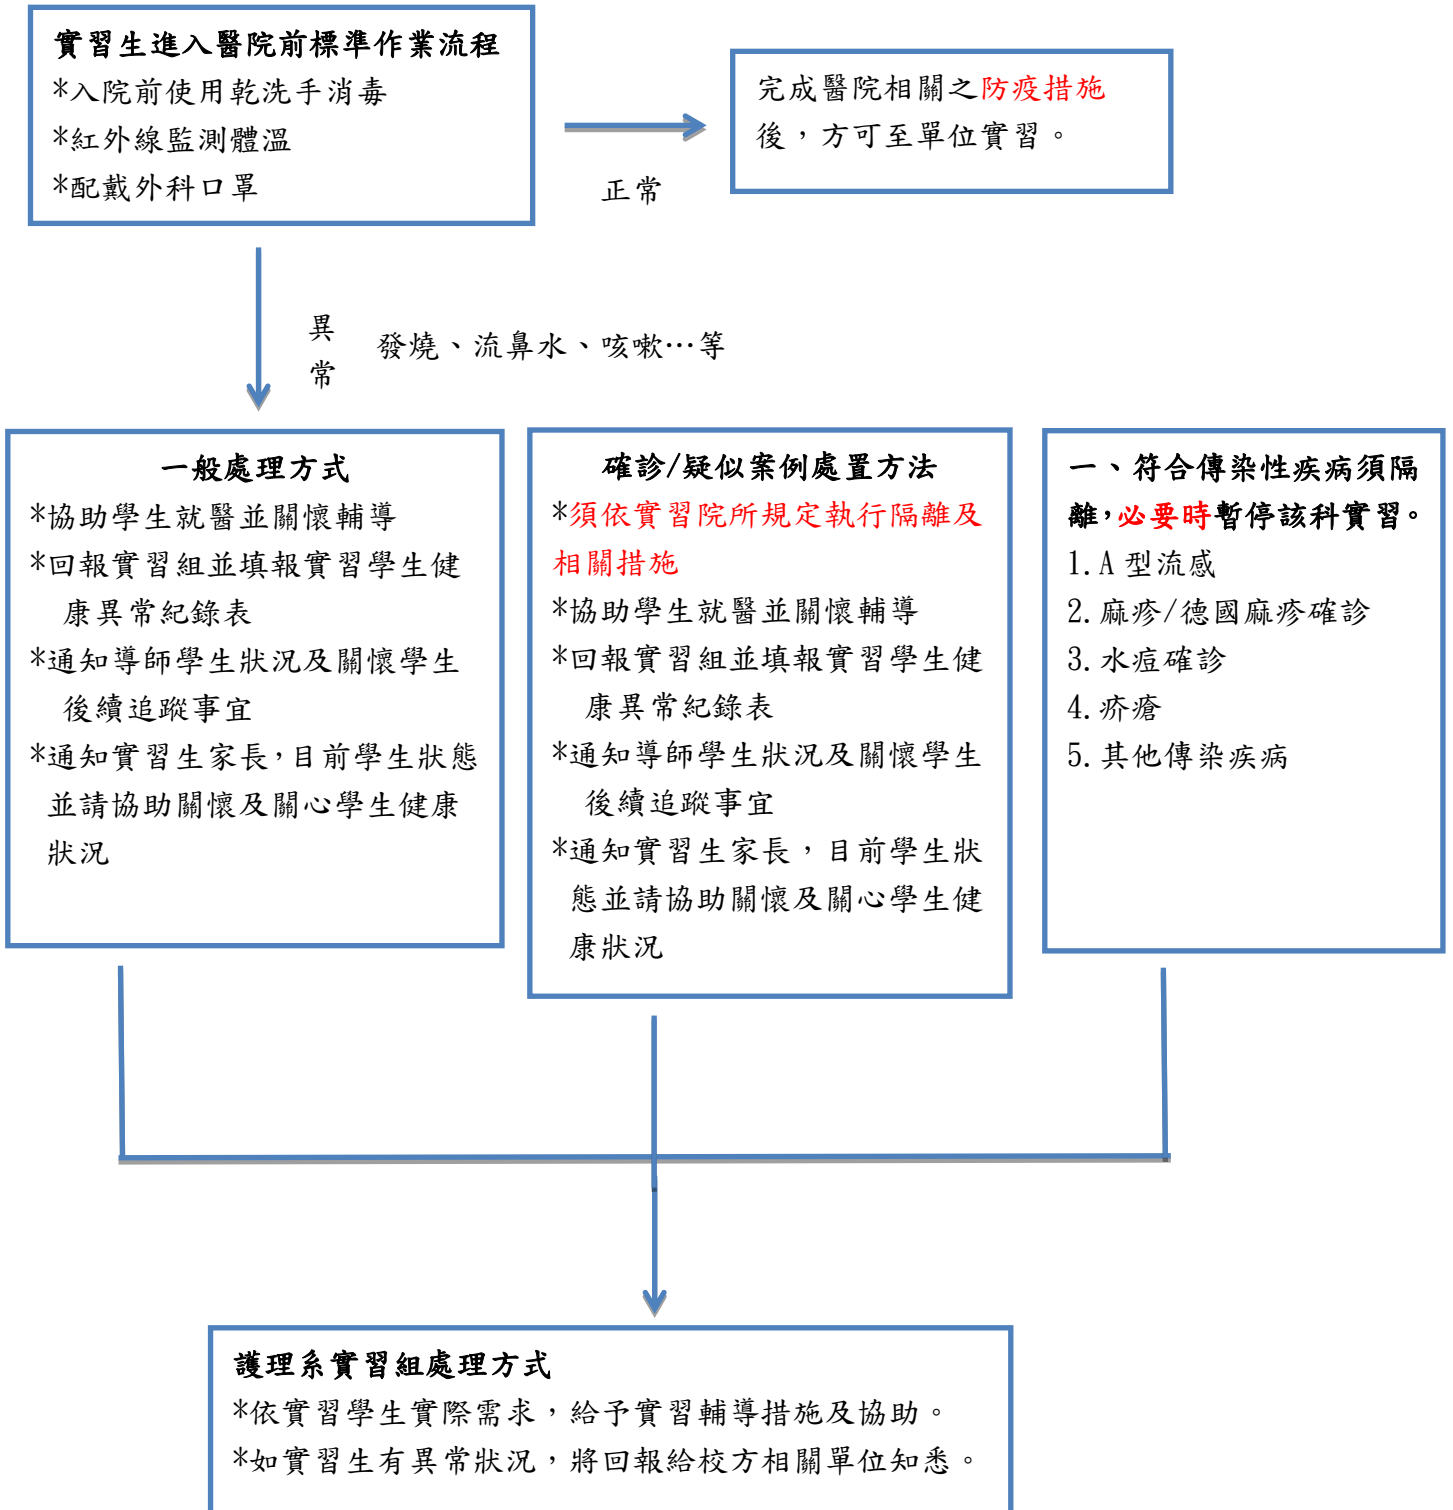 實習生進入醫院前標準作業流程
*入院前使用乾洗手消毒
*紅外線監測體溫
*配戴外科口罩
完成醫院相關之防疫措施
後，方可至單位實習。
正常
異
常
發燒、流鼻水、咳嗽…等
一般處理方式
*協助學生就醫並關懷輔導
*回報實習組並填報實習學生健
康異常紀錄表
*通知導師學生狀況及關懷學生
後續追蹤事宜
*通知實習生家長，目前學生狀態
並請協助關懷及關心學生健康
狀況
確診/疑似案例處置方法
*須依實習院所規定執行隔離及
相關措施
*協助學生就醫並關懷輔導
*回報實習組並填報實習學生健
康異常紀錄表
*通知導師學生狀況及關懷學生
後續追蹤事宜
*通知實習生家長，目前學生狀
態並請協助關懷及關心學生健
康狀況
一、符合傳染性疾病須隔
離，必要時暫停該科實習。
1.A 型流感
2.麻疹/德國麻疹確診
3.水痘確診
4.疥瘡
5.其他傳染疾病
護理系實習組處理方式
*依實習學生實際需求，給予實習輔導措施及協助。
*如實習生有異常狀況，將回報給校方相關單位知悉。